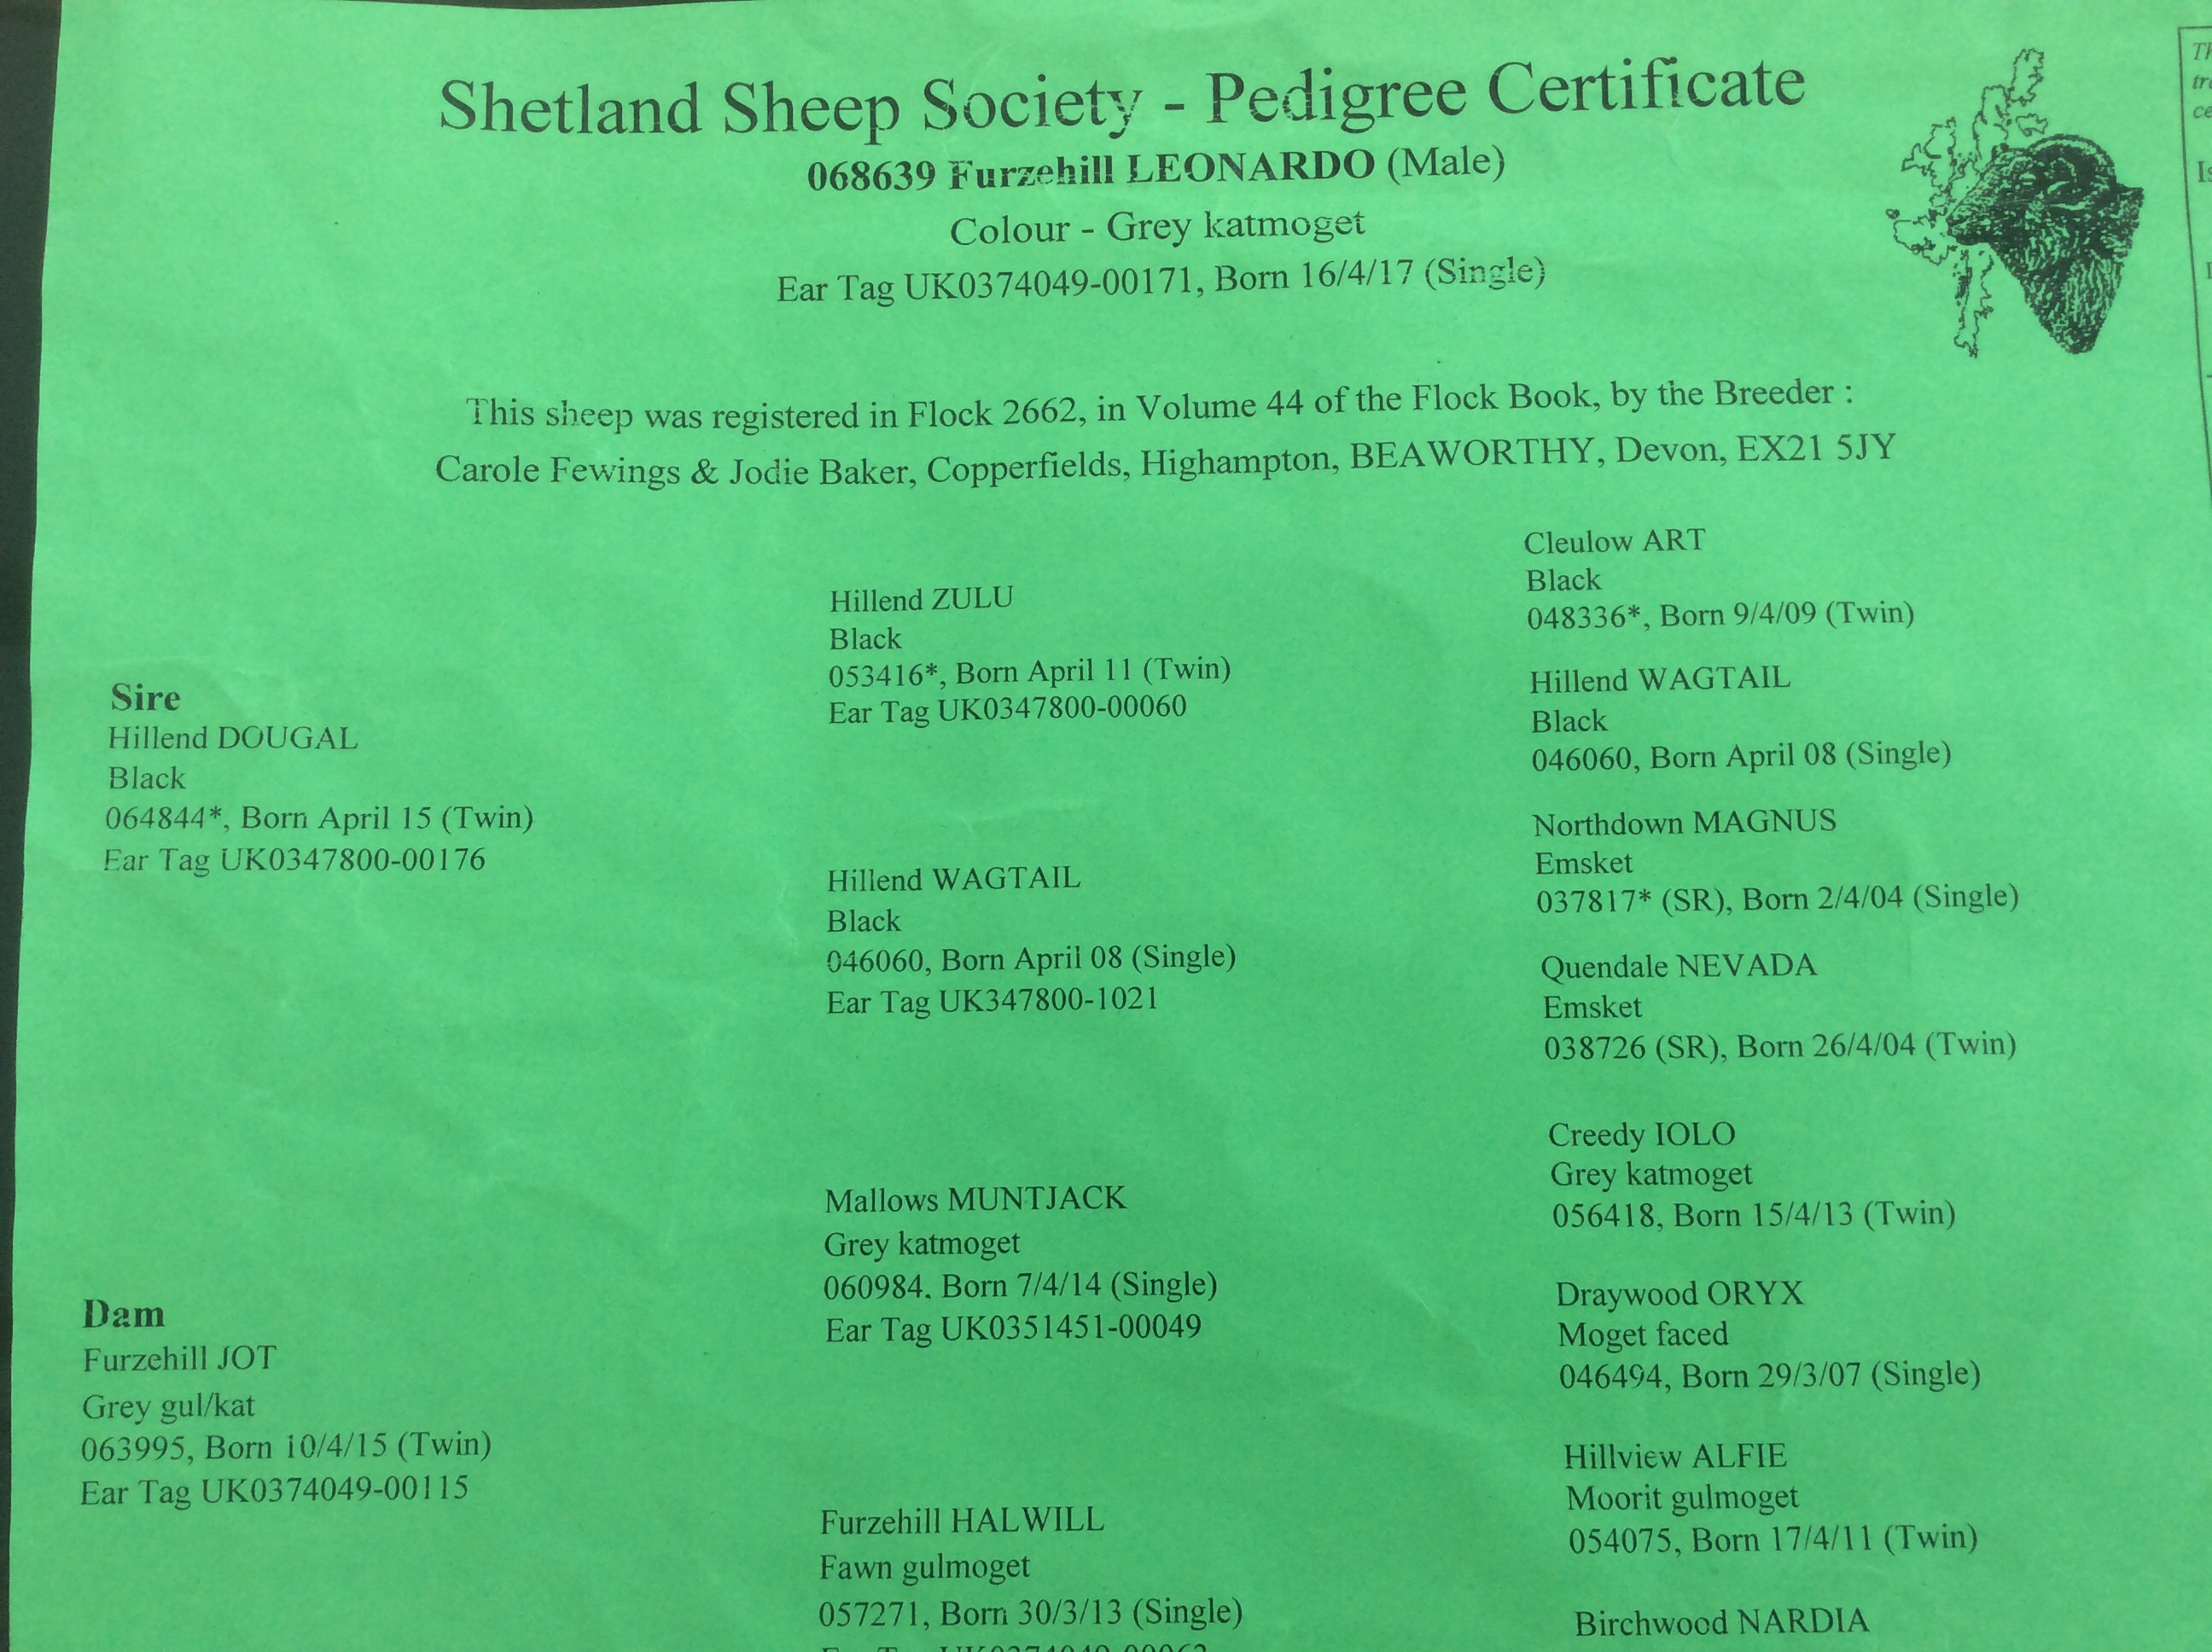 Shetland Sheep Society - Pedigree Certificate
068639 Furzehill LEONARDO (Male)
Colour - Grey katmoget
Ear Tag UK0374049-00171, Born 16/4/17 (Single)
This sheep was registered in Flock 2662, in Volume 44 of the Flock Book, by the Breeder :
Carole Fewings & Jodie Baker, Copperfields, Highampton, BEAWORTHY, Devon, EX21 5JY
Sire
Hillend DOUGAL
Black
064844*, Born April 15 (Twin)
Ear Tag UK0347800-00176
Dam
Furzehill JOT
Grey gul/kat
063995, Born 10/4/15 (Twin)
Ear Tag UK0374049-00115
Hillend ZULU
Black
053416*, Born April 11 (Twin)
Ear Tag UK0347800-00060
Hillend WAGTAIL
Black
046060, Born April 08 (Single)
Ear Tag UK347800-1021
Mallows MUNTJACK
Grey katmoget
060984, Born 7/4/14 (Single)
Ear Tag UK0351451-00049
Furzehill HALWILL
Fawn gulmoget
057271, Born 30/3/13 (Single)
Cleulow ART
Black
048336*, Born 9/4/09 (Twin)
Hillend WAGTAIL
Black
046060, Born April 08 (Single)
Northdown MAGNUS
Emsket
037817* (SR), Born 2/4/04 (Single)
Quendale NEVADA
Emsket
038726 (SR), Born 26/4/04 (Twin)
Creedy IOLO
Grey katmoget
056418, Born 15/4/13 (Twin)
Draywood ORYX
Moget faced
046494, Born 29/3/07 (Single)
Hillview ALFIE
Moorit gulmoget
054075, Born 17/4/11 (Twin)
Birchwood NARDIA